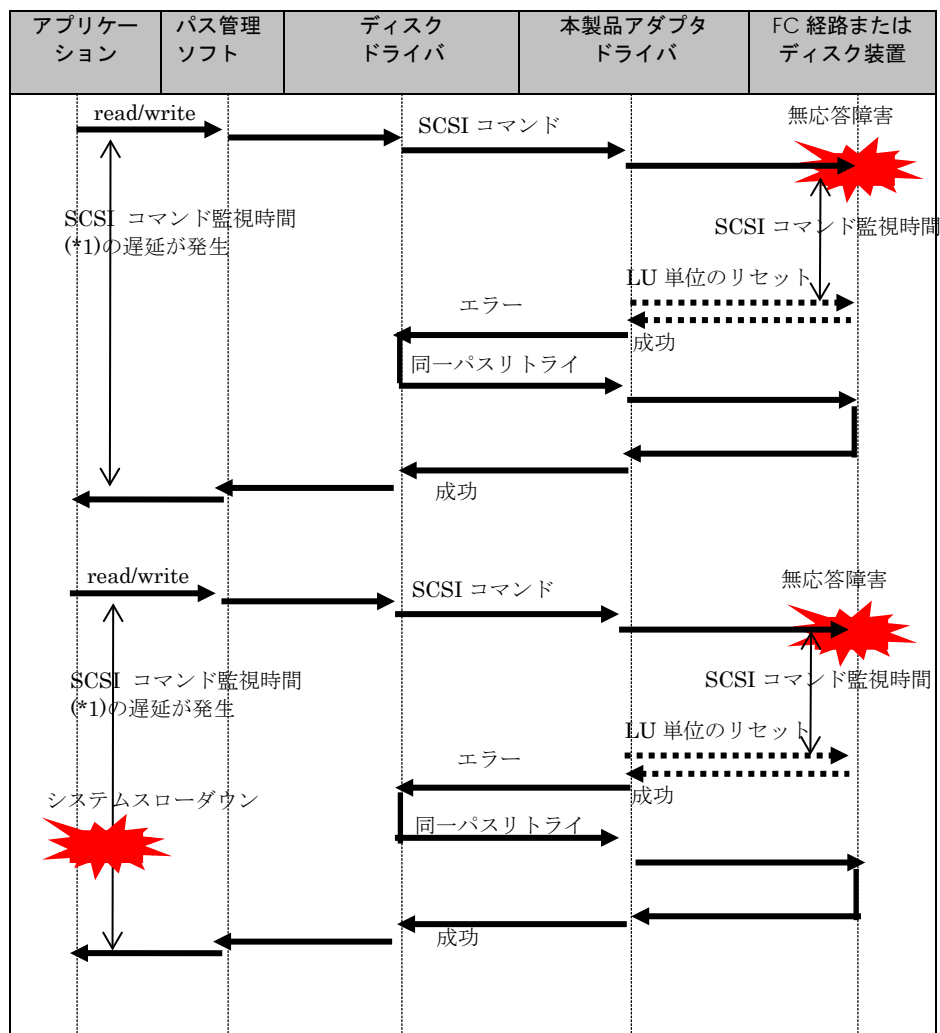 アプリケー
ション
パス管理
ソフト
ディスク
ドライバ
本製品アダプタ
ドライバ
FC 経路または
ディスク装置
read/write
SCSI コマンド
無応答障害
SCSI コマンド監視時間
(*1)の遅延が発生
SCSI コマンド監視時間
LU 単位のリセット
エラー
成功
同一パスリトライ
成功
read/write
SCSI コマンド
無応答障害
SCSI コマンド監視時間
(*1)の遅延が発生
SCSI コマンド監視時間
LU 単位のリセット
エラー
成功
システムスローダウン
同一パスリトライ
成功